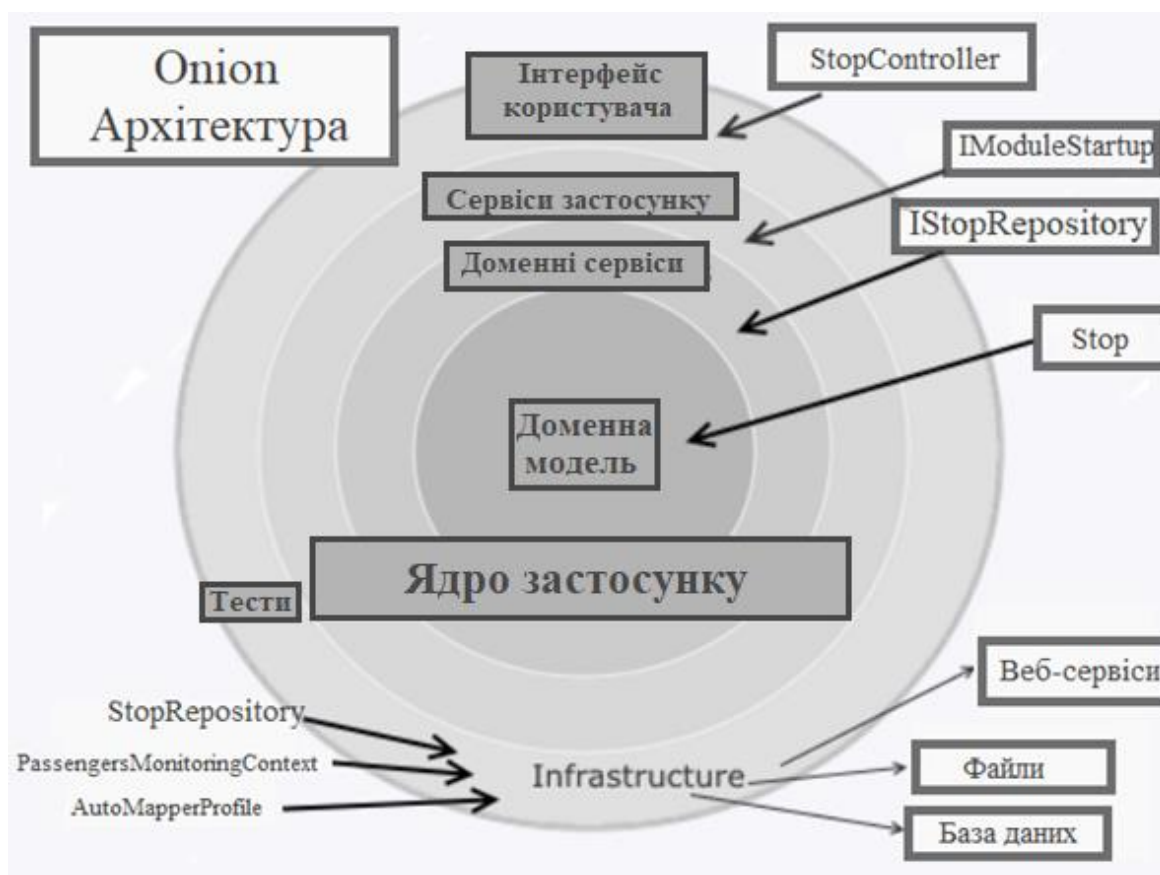 Onion
Архітектура
Інтерфейс
користувача
StopController
IModuleStartup
Сервіси застосунку
IStopRepository
Доменні сервіси
Stop
Доменна
модель
Ядро застосунку
Тести
Веб-сервіси
StopRepository
PassengersMonitoringContext
Infrastructure
Файли
AutoMapperProfile
База даних